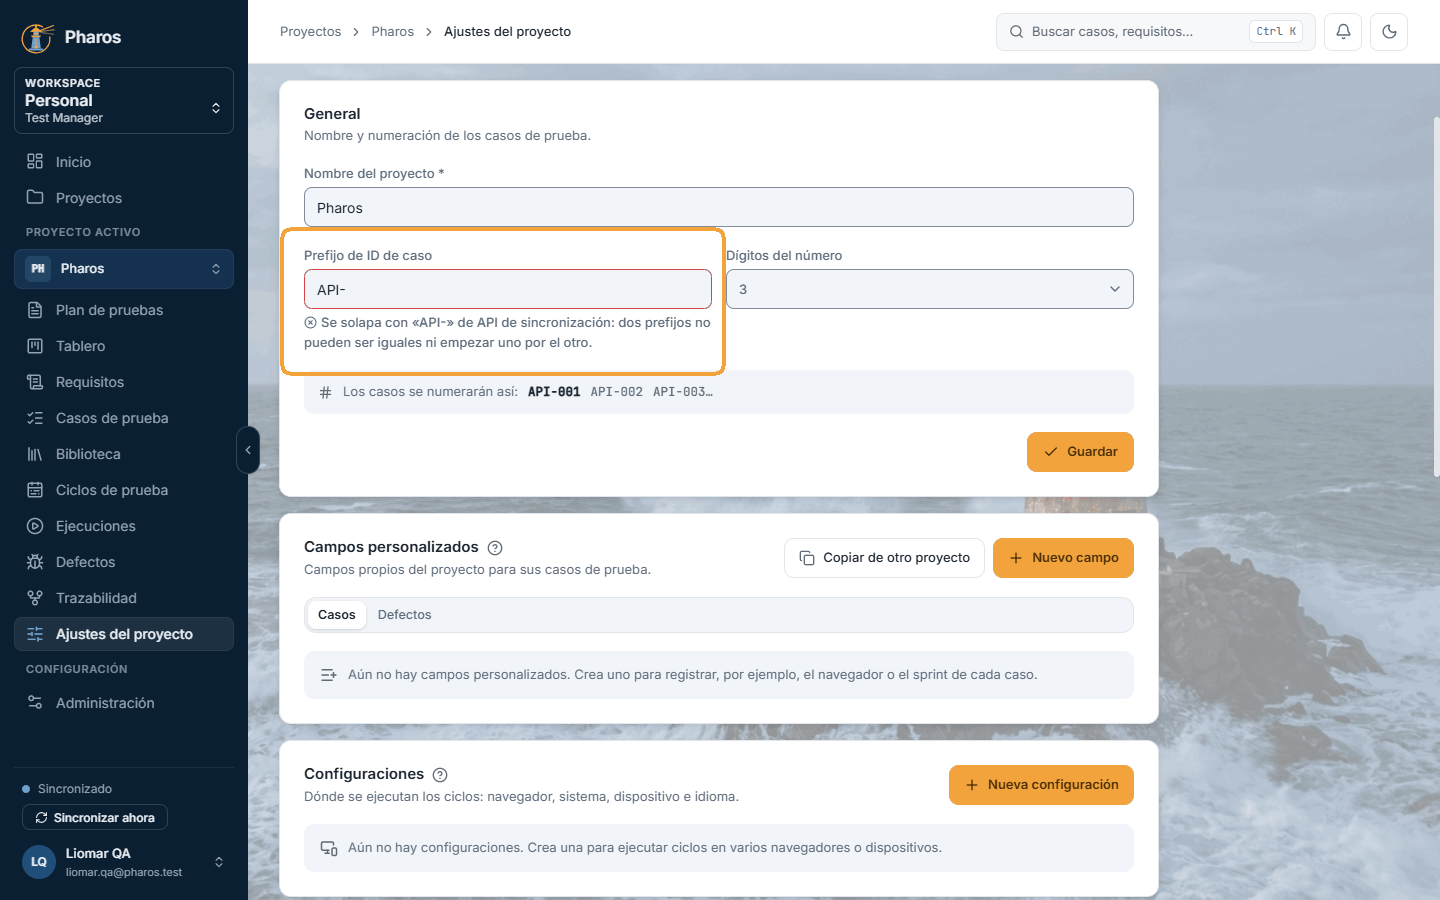 Pharos
WORKSPACE
Personal
Test Manager
Inicio
Proyectos
PROYECTO ACTIVO
PH Pharos
Plan de pruebas
Tablero
Requisitos
Casos de prueba
Biblioteca
Ciclos de prueba
Ejecuciones
Defectos
Trazabilidad
Ajustes del proyecto
CONFIGURACIÓN
Administración
Sincronizado
Sincronizar ahora
LQ
Liomar QA
liomar.qa@pharos.test
Proyectos > Pharos > Ajustes del proyecto
Buscar casos, requisitos... Ctrl K
General
Nombre y numeración de los casos de prueba.
Nombre del proyecto *
Pharos
Prefijo de ID de caso
API-
Se solapa con «API-» de API de sincronización: dos prefijos no
pueden ser iguales ni empezar uno por el otro.
Dígitos del número
3
Los casos se numerarán así: API-001 API-002 API-003…
Guardar
Campos personalizados
Campos propios del proyecto para sus casos de prueba.
Copiar de otro proyecto
Nuevo campo
Casos Defectos
Aún no hay campos personalizados. Crea uno para registrar, por ejemplo, el navegador o el sprint de cada caso.
Configuraciones
Dónde se ejecutan los ciclos: navegador, sistema, dispositivo e idioma.
Nueva configuración
Aún no hay configuraciones. Crea una para ejecutar ciclos en varios navegadores o dispositivos.